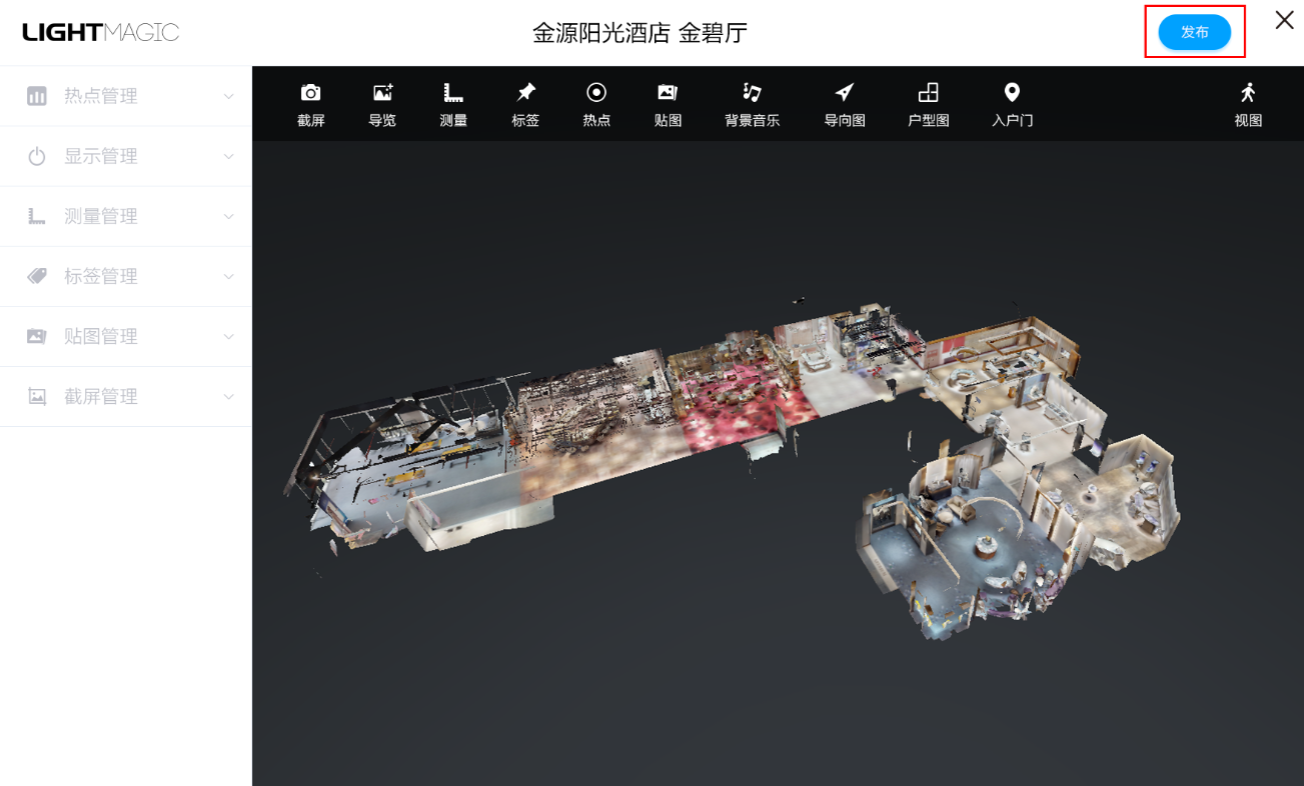 LIGHTMAGIC
金源阳光酒店 金碧厅
发布
热点管理
显示管理
测量管理
标签管理
贴图管理
截屏管理
截屏
导览
测量
标签
热点
贴图
背景音乐
导向图
户型图
入户门
视图